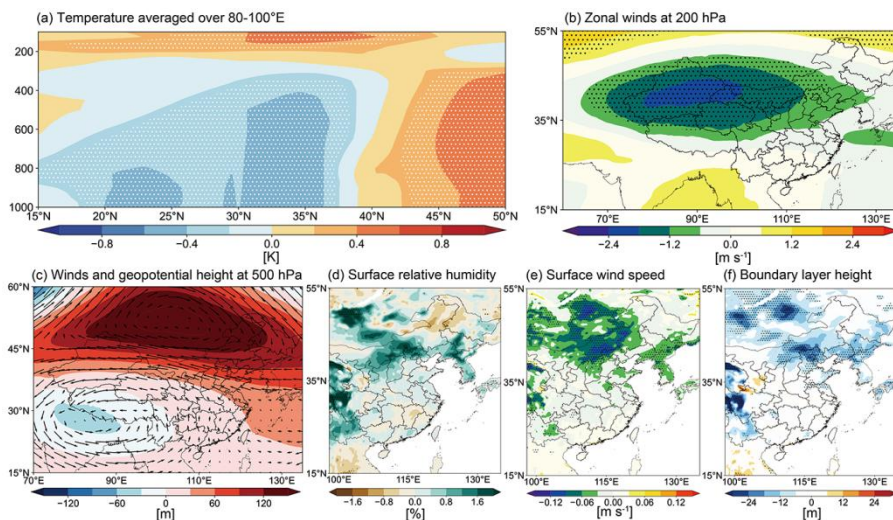 (a) Temperature averaged over 80-100°E
200
400
600
800
1000
15°N 20°N 25°N 30°N 35°N 40°N 45°N 50°N
−0.8 −0.4 0.0 0.4 0.8
[K]
(b) Zonal winds at 200 hPa
55°N
35°N
15°N
70°E 90°E 110°E 130°E
−2.4 −1.2 0.0 1.2 2.4
[m s⁻¹]
(c) Winds and geopotential height at 500 hPa
60°N
45°N
30°N
15°N
70°E 90°E 110°E 130°E
−120 −60 0 60 120
[m]
(d) Surface relative humidity
55°N
35°N
15°N
100°E 115°E 130°E
−1.6 −0.8 0.0 0.8 1.6
[%]
(e) Surface wind speed
55°N
35°N
15°N
100°E 115°E 130°E
−0.12 −0.06 0.00 0.06 0.12
[m s⁻¹]
(f) Boundary layer height
55°N
35°N
15°N
100°E 115°E 130°E
−24 −12 0 12 24
[m]